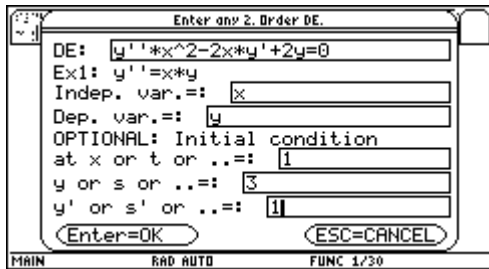 Enter any 2. Order DE.
DE: y''*x^2-2x*y'+2y=0
Ex1: y''=x*y
Indep. var.=: x
Dep. var.=: y
OPTIONAL: Initial condition
at x or t or ..=: 1
y or s or ..=: 3
y' or s' or ..=: 1
Enter=OK ESC=CANCEL
MAIN RAD AUTO FUNC 1/30